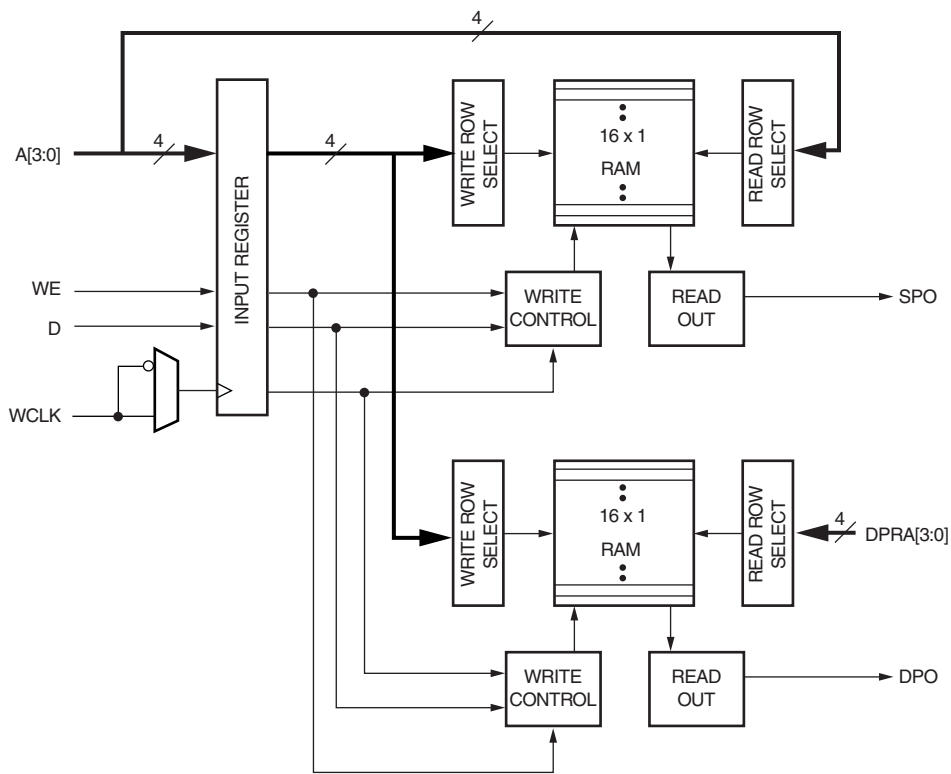 4
A[3:0]
4
INPUT REGISTER
4
WRITE ROW
SELECT
16 x 1
RAM
READ ROW
SELECT
WE
D
WRITE
CONTROL
READ
OUT
SPO
WCLK
WRITE ROW
SELECT
16 x 1
RAM
READ ROW
SELECT
4
DPRA[3:0]
WRITE
CONTROL
READ
OUT
DPO